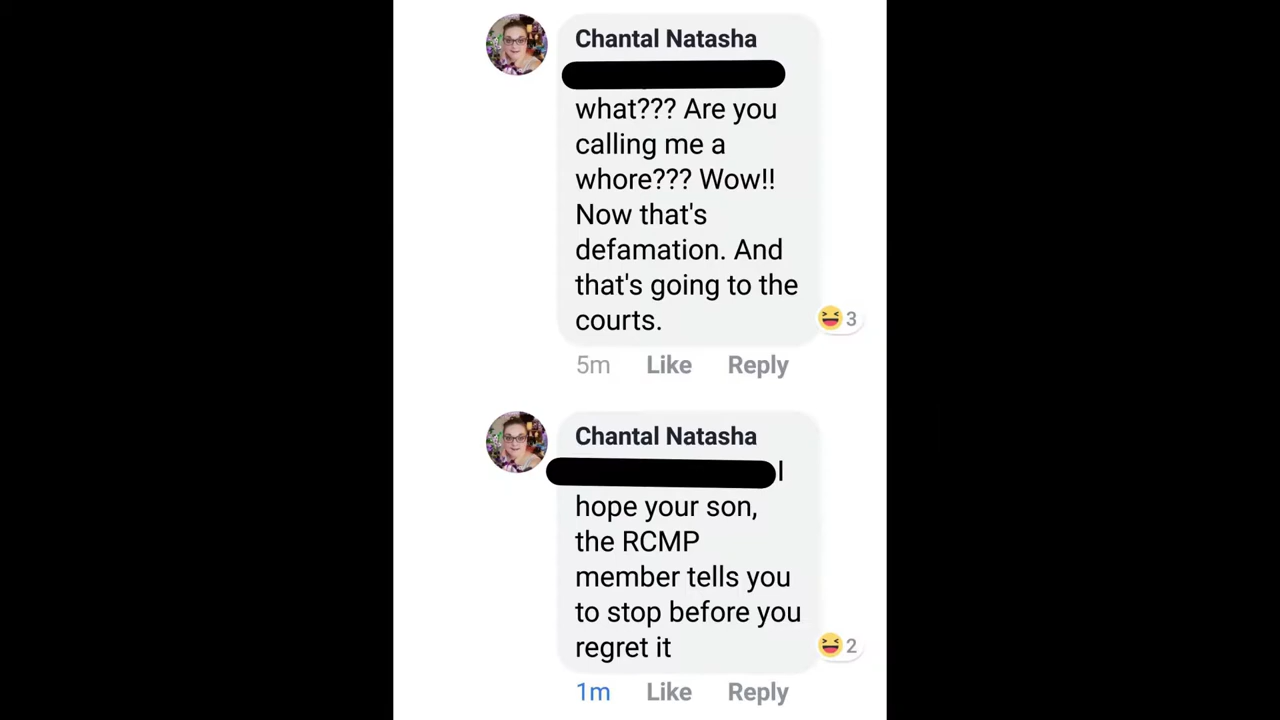 Chantal Natasha
what??? Are you
calling me a
whore??? Wow!!
Now that's
defamation. And
that's going to the
courts.
3
5m Like Reply
Chantal Natasha
I
hope your son,
the RCMP
member tells you
to stop before you
regret it
2
1m Like Reply